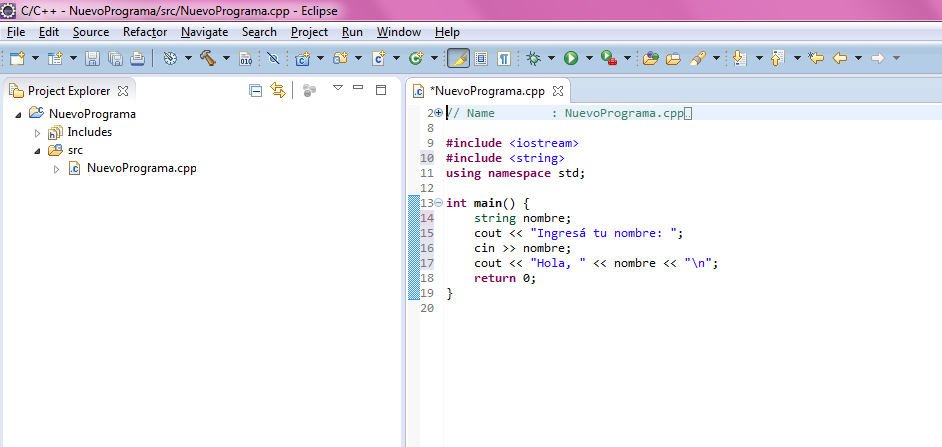 C/C++ - NuevoPrograma/src/NuevoPrograma.cpp - Eclipse
File Edit Source Refactor Navigate Search Project Run Window Help
010
Project Explorer
NuevoPrograma
Includes
src
NuevoPrograma.cpp
*NuevoPrograma.cpp
2 // Name : NuevoPrograma.cpp
8
9 #include <iostream>
10 #include <string>
11 using namespace std;
12
13 int main() {
14 string nombre;
15 cout << "Ingresá tu nombre: ";
16 cin >> nombre;
17 cout << "Hola, " << nombre << "\n";
18 return 0;
19 }
20